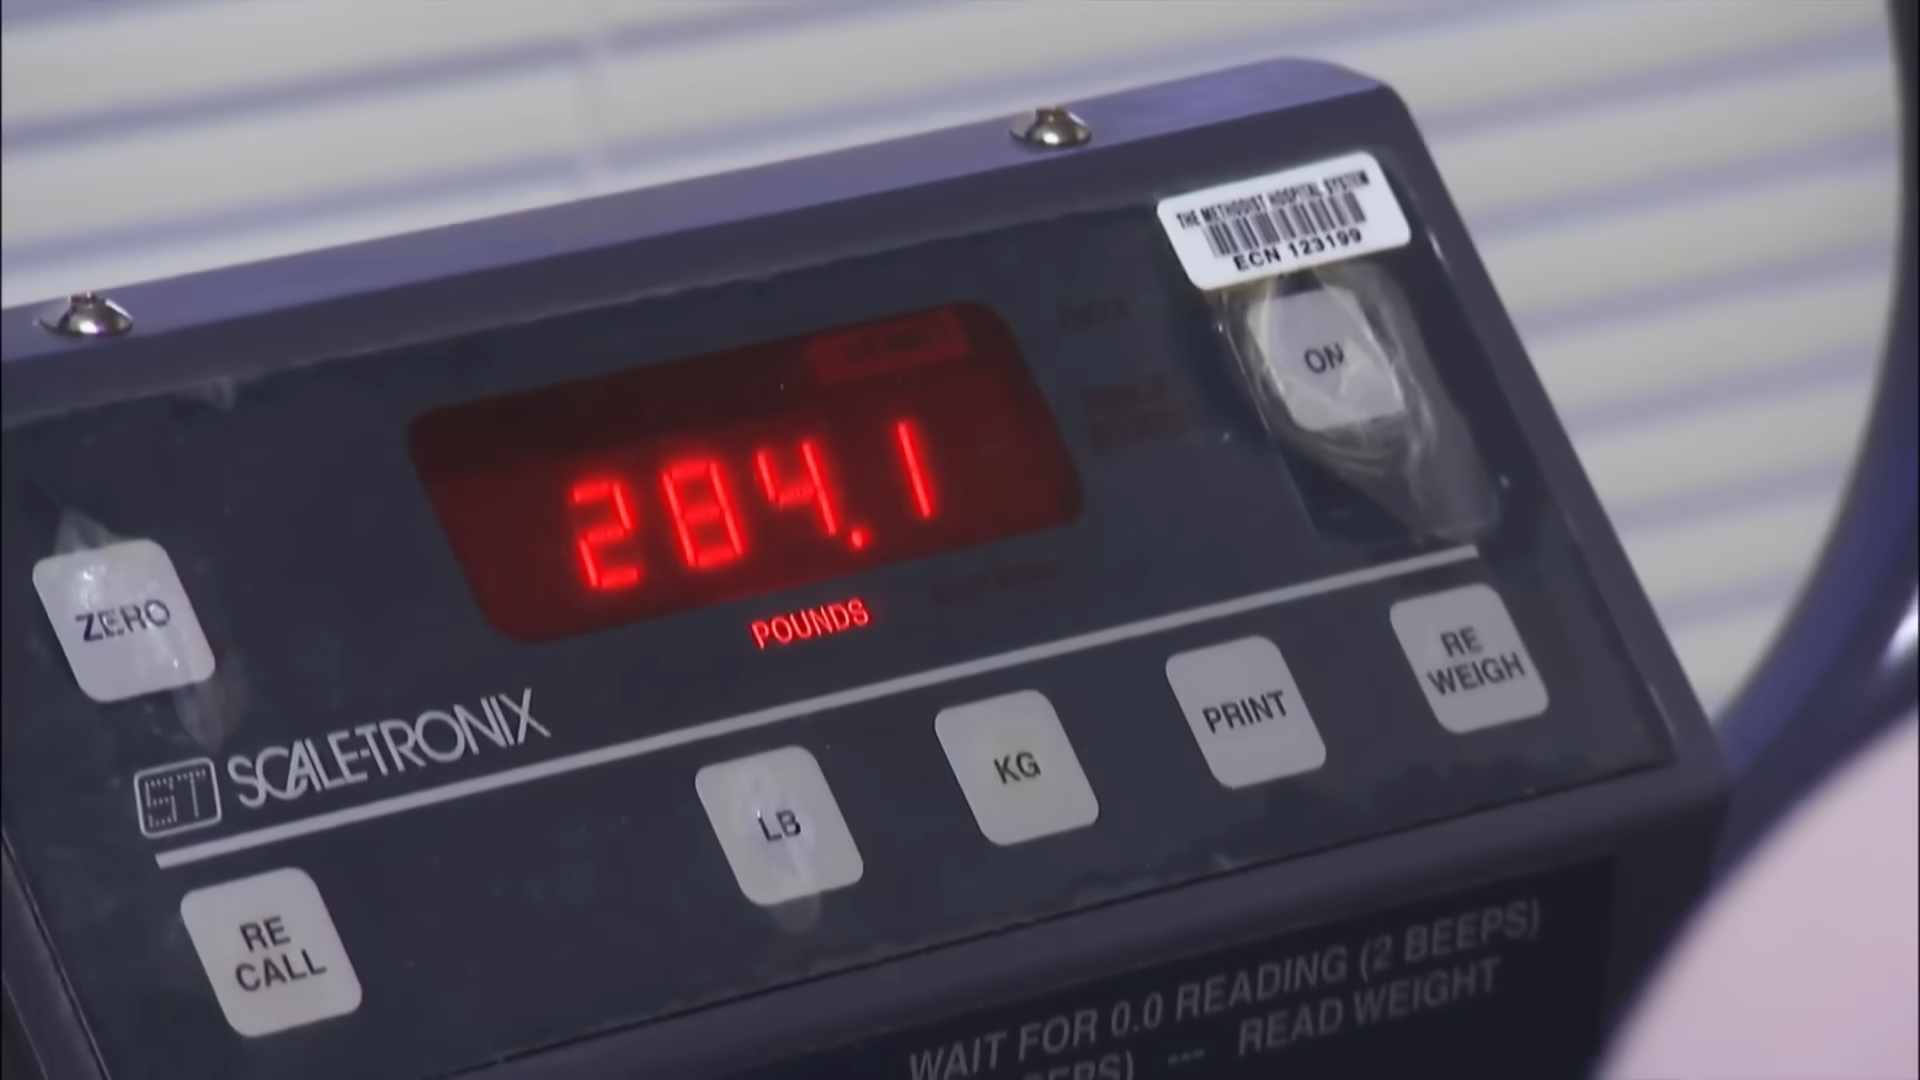 THE METHODIST HOSPITAL SYSTEM
ECN 123199
ON
284.1
POUNDS
ZERO
ST SCALE-TRONIX
RE
WEIGH
PRINT
KG
LB
RE
CALL
WAIT FOR 0.0 READING (2 BEEPS)
--- READ WEIGHT